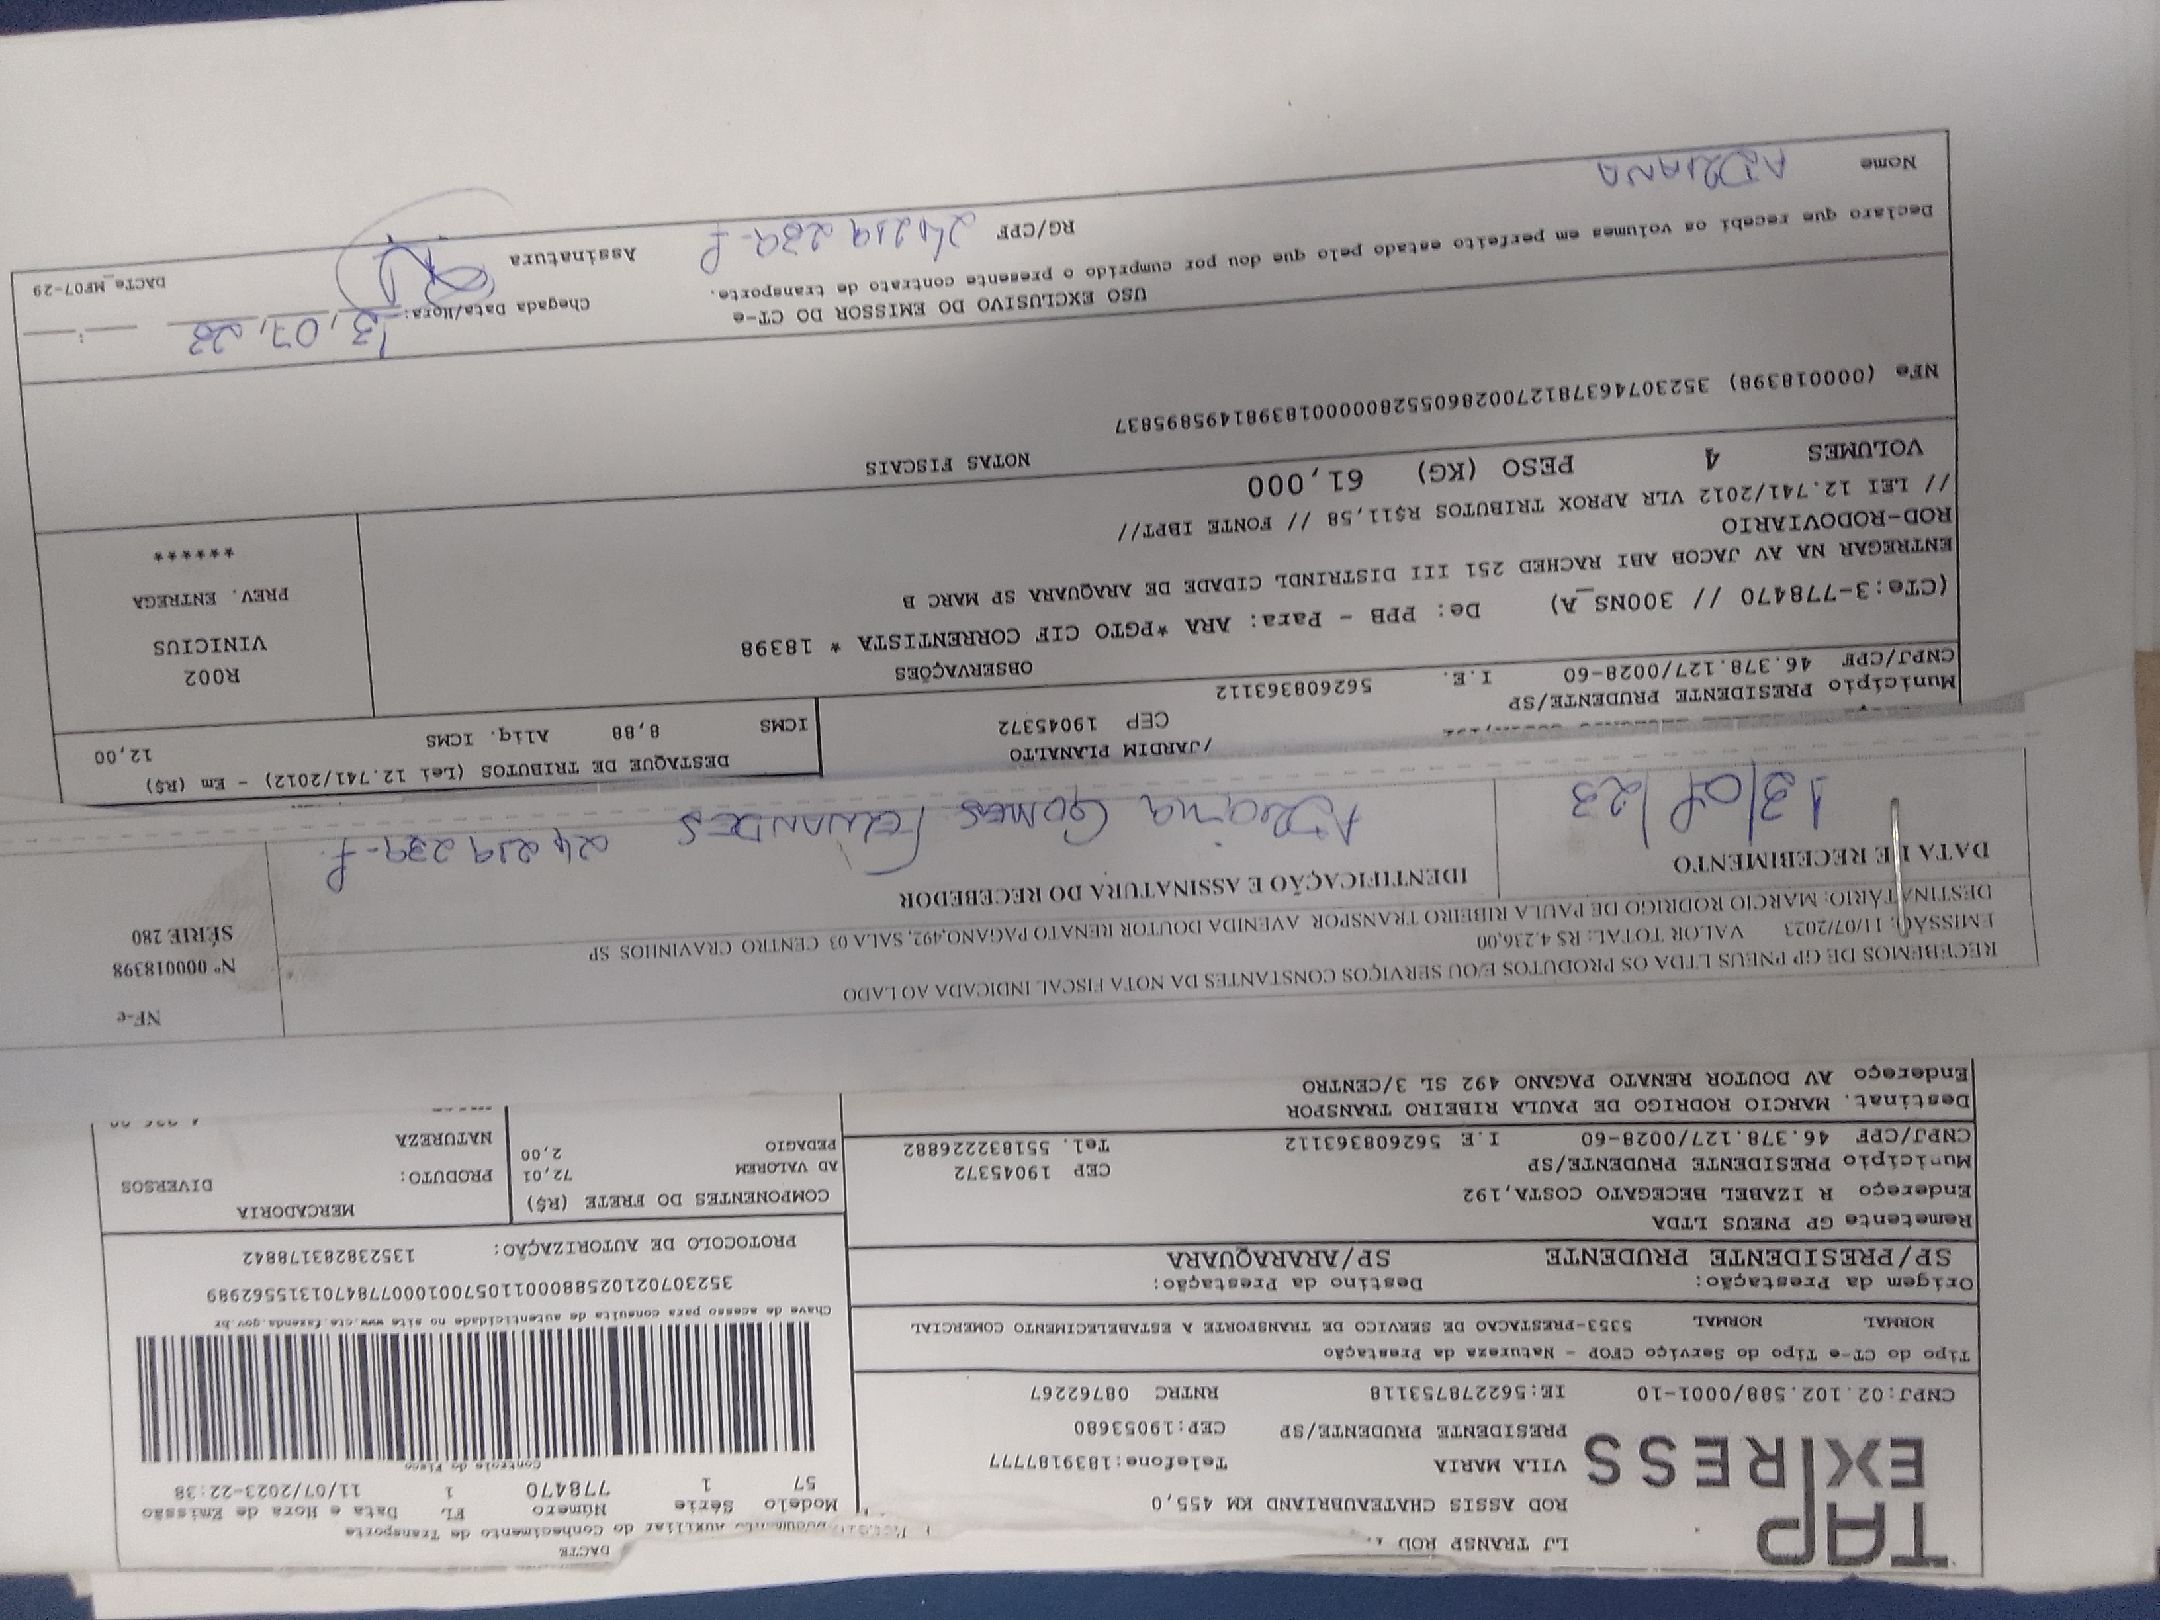 DACTE
Documento Auxiliar do Conhecimento de Transporte
Modelo Série Número FL Data e Hora de Emissão
57 1 778470 1 11/07/2023-22:38
Controle do Fisco
TAP
EXPRESS
LJ TRANSP ROD
ROD ASSIS CHATEAUBRIAND KM 455,0
VILA MARIA Telefone:1839187777
PRESIDENTE PRUDENTE/SP CEP:19053680
CNPJ:02.102.588/0001-10 IE:562278753118 RNTRC 08762267
Tipo do CT-e Tipo do Serviço CFOP - Natureza da Prestação
NORMAL NORMAL 5353-PRESTACAO DE SERVICO DE TRANSPORTE A ESTABELECIMENTO COMERCIAL
Chave de acesso para consulta de autenticidade no site www.cte.fazenda.gov.br
35230702102588000110570010007784701315562989
PROTOCOLO DE AUTORIZAÇÃO: 135238283178842
Origem da Prestação: Destino da Prestação:
SP/PRESIDENTE PRUDENTE SP/ARARAQUARA
Remetente GP PNEUS LTDA
Endereço R IZABEL BECEGATO COSTA,192
Município PRESIDENTE PRUDENTE/SP CEP 19045372
CNPJ/CPF 46.378.127/0028-60 I.E 562608363112 Tel. 551832226882
Destinat. MARCIO RODRIGO DE PAULA RIBEIRO TRANSPOR
Endereço AV DOUTOR RENATO PAGANO 492 SL 3/CENTRO
COMPONENTES DO FRETE (R$)
AD VALOREM 72,01
PEDAGIO 2,00
MERCADORIA
PRODUTO: DIVERSOS
NATUREZA
RECEBEMOS DE GP PNEUS LTDA OS PRODUTOS E/OU SERVIÇOS CONSTANTES DA NOTA FISCAL INDICADA AO LADO
EMISSÃO: 11/07/2023 VALOR TOTAL: R$ 4.236,00
DESTINATÁRIO: MARCIO RODRIGO DE PAULA RIBEIRO TRANSPOR AVENIDA DOUTOR RENATO PAGANO,492, SALA 03 CENTRO CRAVINHOS SP
NF-e
Nº 000018398
SÉRIE 280
DATA DE RECEBIMENTO
13/07/23
IDENTIFICAÇÃO E ASSINATURA DO RECEBEDOR
ADRIANA GOMES FERNANDES 24219239-8
/JARDIM PLANALTO
Município PRESIDENTE PRUDENTE/SP CEP 19045372
CNPJ/CPF 46.378.127/0028-60 I.E. 562608363112
DESTAQUE DE TRIBUTOS (Lei 12.741/2012) - Em (R$)
ICMS 8,88 Aliq. ICMS 12,00
OBSERVAÇÕES
(CTe:3-778470 // 300NS_A) De: PPB - Para: ARA *PGTO CIF CORRENTISTA * 18398
ENTREGAR NA AV JACOB ABI RACHED 251 III DISTRINDL CIDADE DE ARAQUARA SP MARC B
ROD-RODOVIARIO
// LEI 12.741/2012 VLR APROX TRIBUTOS R$11,58 // FONTE IBPT//
VOLUMES 4 PESO (KG) 61,000
R002
VINICIUS
PREV. ENTREGA
******
NOTAS FISCAIS
NFe (000018398) 35230746378127002860552800000183981495895837
USO EXCLUSIVO DO EMISSOR DO CT-e
Declaro que recebi os volumes em perfeito estado pelo que dou por cumprido o presente contrato de transporte.
Chegada Data/Hora: 13,07,23
Nome ADRIANA RG/CPF 24219239-8 Assinatura
DACTe_MF07-29